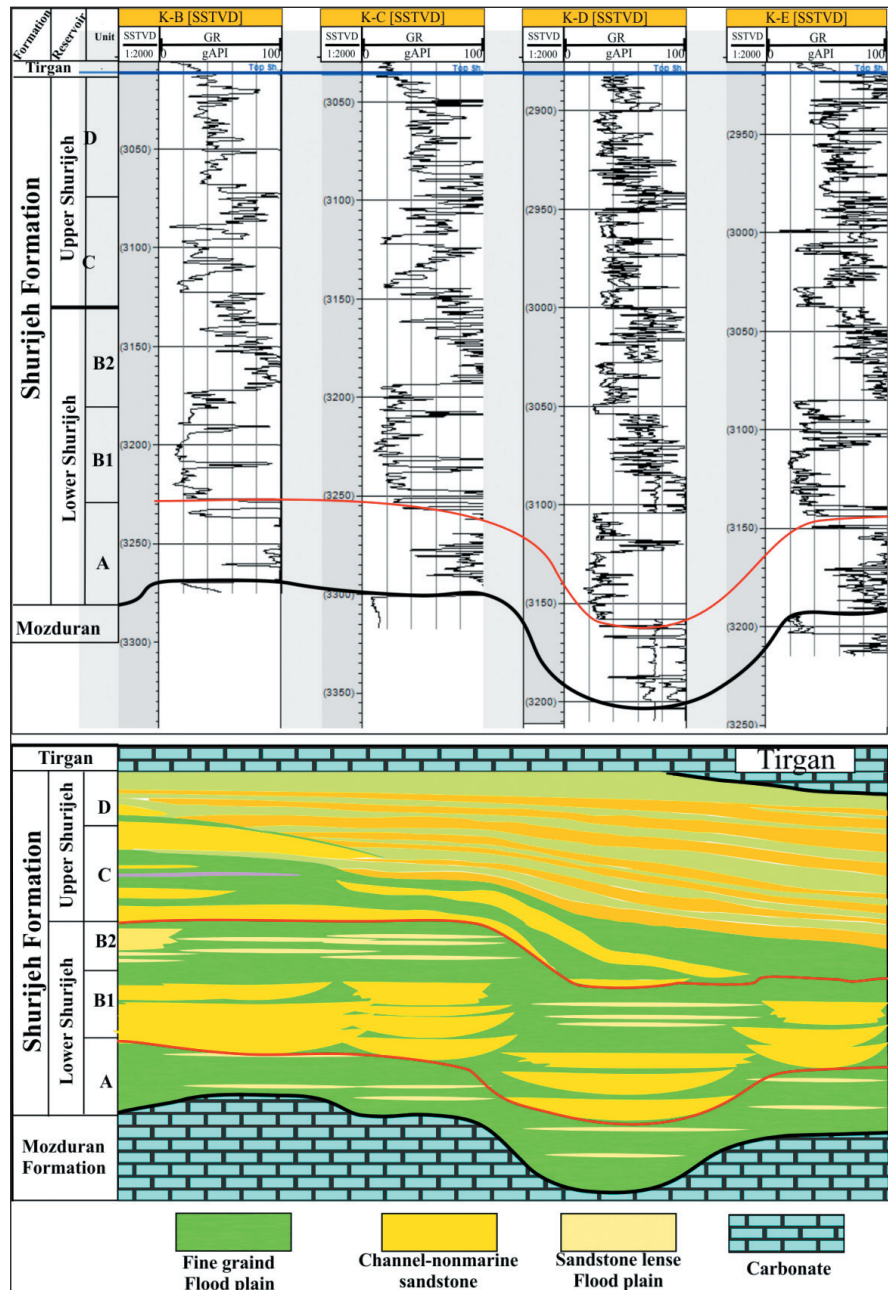 K-B [SSTVD] K-C [SSTVD] K-D [SSTVD] K-E [SSTVD]
Formation Reservoir Unit
SSTVD GR SSTVD GR SSTVD GR SSTVD GR
1:2000 0 gAPI 100 1:2000 0 gAPI 100 1:2000 0 gAPI 100 1:2000 0 gAPI 100
Tirgan
Top Sh Top Sh Top Sh Top Sh
Shurijeh Formation
Upper Shurijeh
Lower Shurijeh
D
C
B2
B1
A
Mozduran
(3050)
(3100)
(3150)
(3200)
(3250)
(3300)
(3050)
(3100)
(3150)
(3200)
(3250)
(3300)
(3350)
(2900)
(2950)
(3000)
(3050)
(3100)
(3150)
(3200)
(2950)
(3000)
(3050)
(3100)
(3150)
(3200)
(3250)
Tirgan
Tirgan
Shurijeh Formation
Upper Shurijeh
Lower Shurijeh
D
C
B2
B1
A
Mozduran
Formation
Fine graind
Flood plain
Channel-nonmarine
sandstone
Sandstone lense
Flood plain
Carbonate